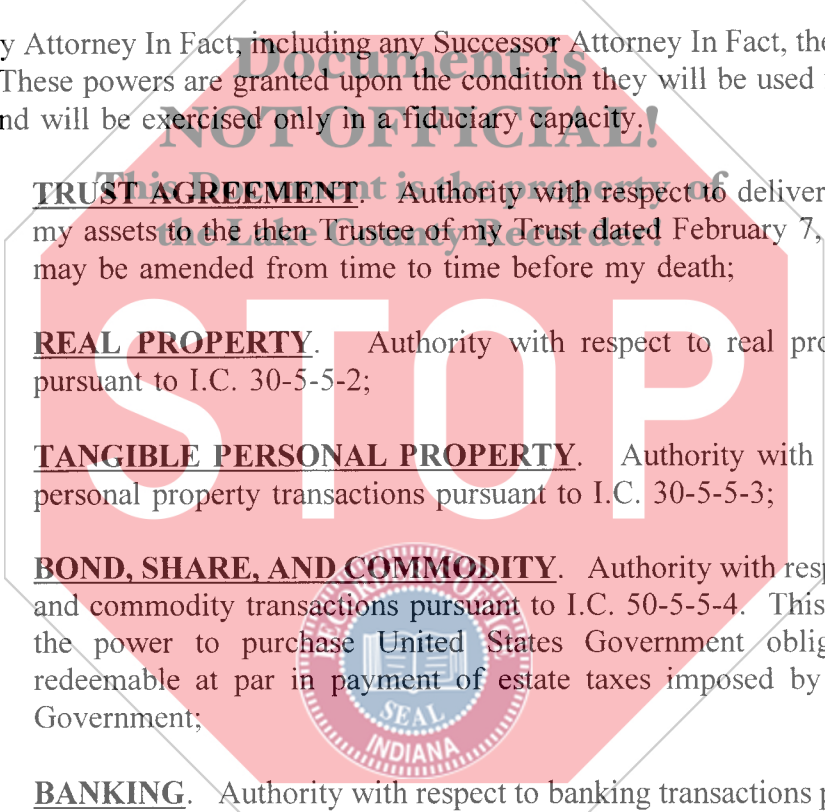 y Attorney In Fact, including any Successor Attorney In Fact, the
Document is
These powers are granted upon the condition they will be used
nd will be exercised only in a fiduciary capacity.
NOT OFFICIAL!
This Document is the property of
TRUST AGREEMENT. Authority with respect to deliver
the Lake County Recorder!
my assets to the then Trustee of my Trust dated February 7,
may be amended from time to time before my death;
STOP
REAL PROPERTY. Authority with respect to real pro
pursuant to I.C. 30-5-5-2;
TANGIBLE PERSONAL PROPERTY. Authority with
personal property transactions pursuant to I.C. 30-5-5-3;
BOND, SHARE, AND COMMODITY. Authority with resp
and commodity transactions pursuant to I.C. 50-5-5-4. This
the power to purchase United States Government oblig
redeemable at par in payment of estate taxes imposed by
Government;
SEAL
INDIANA
BANKING. Authority with respect to banking transactions p